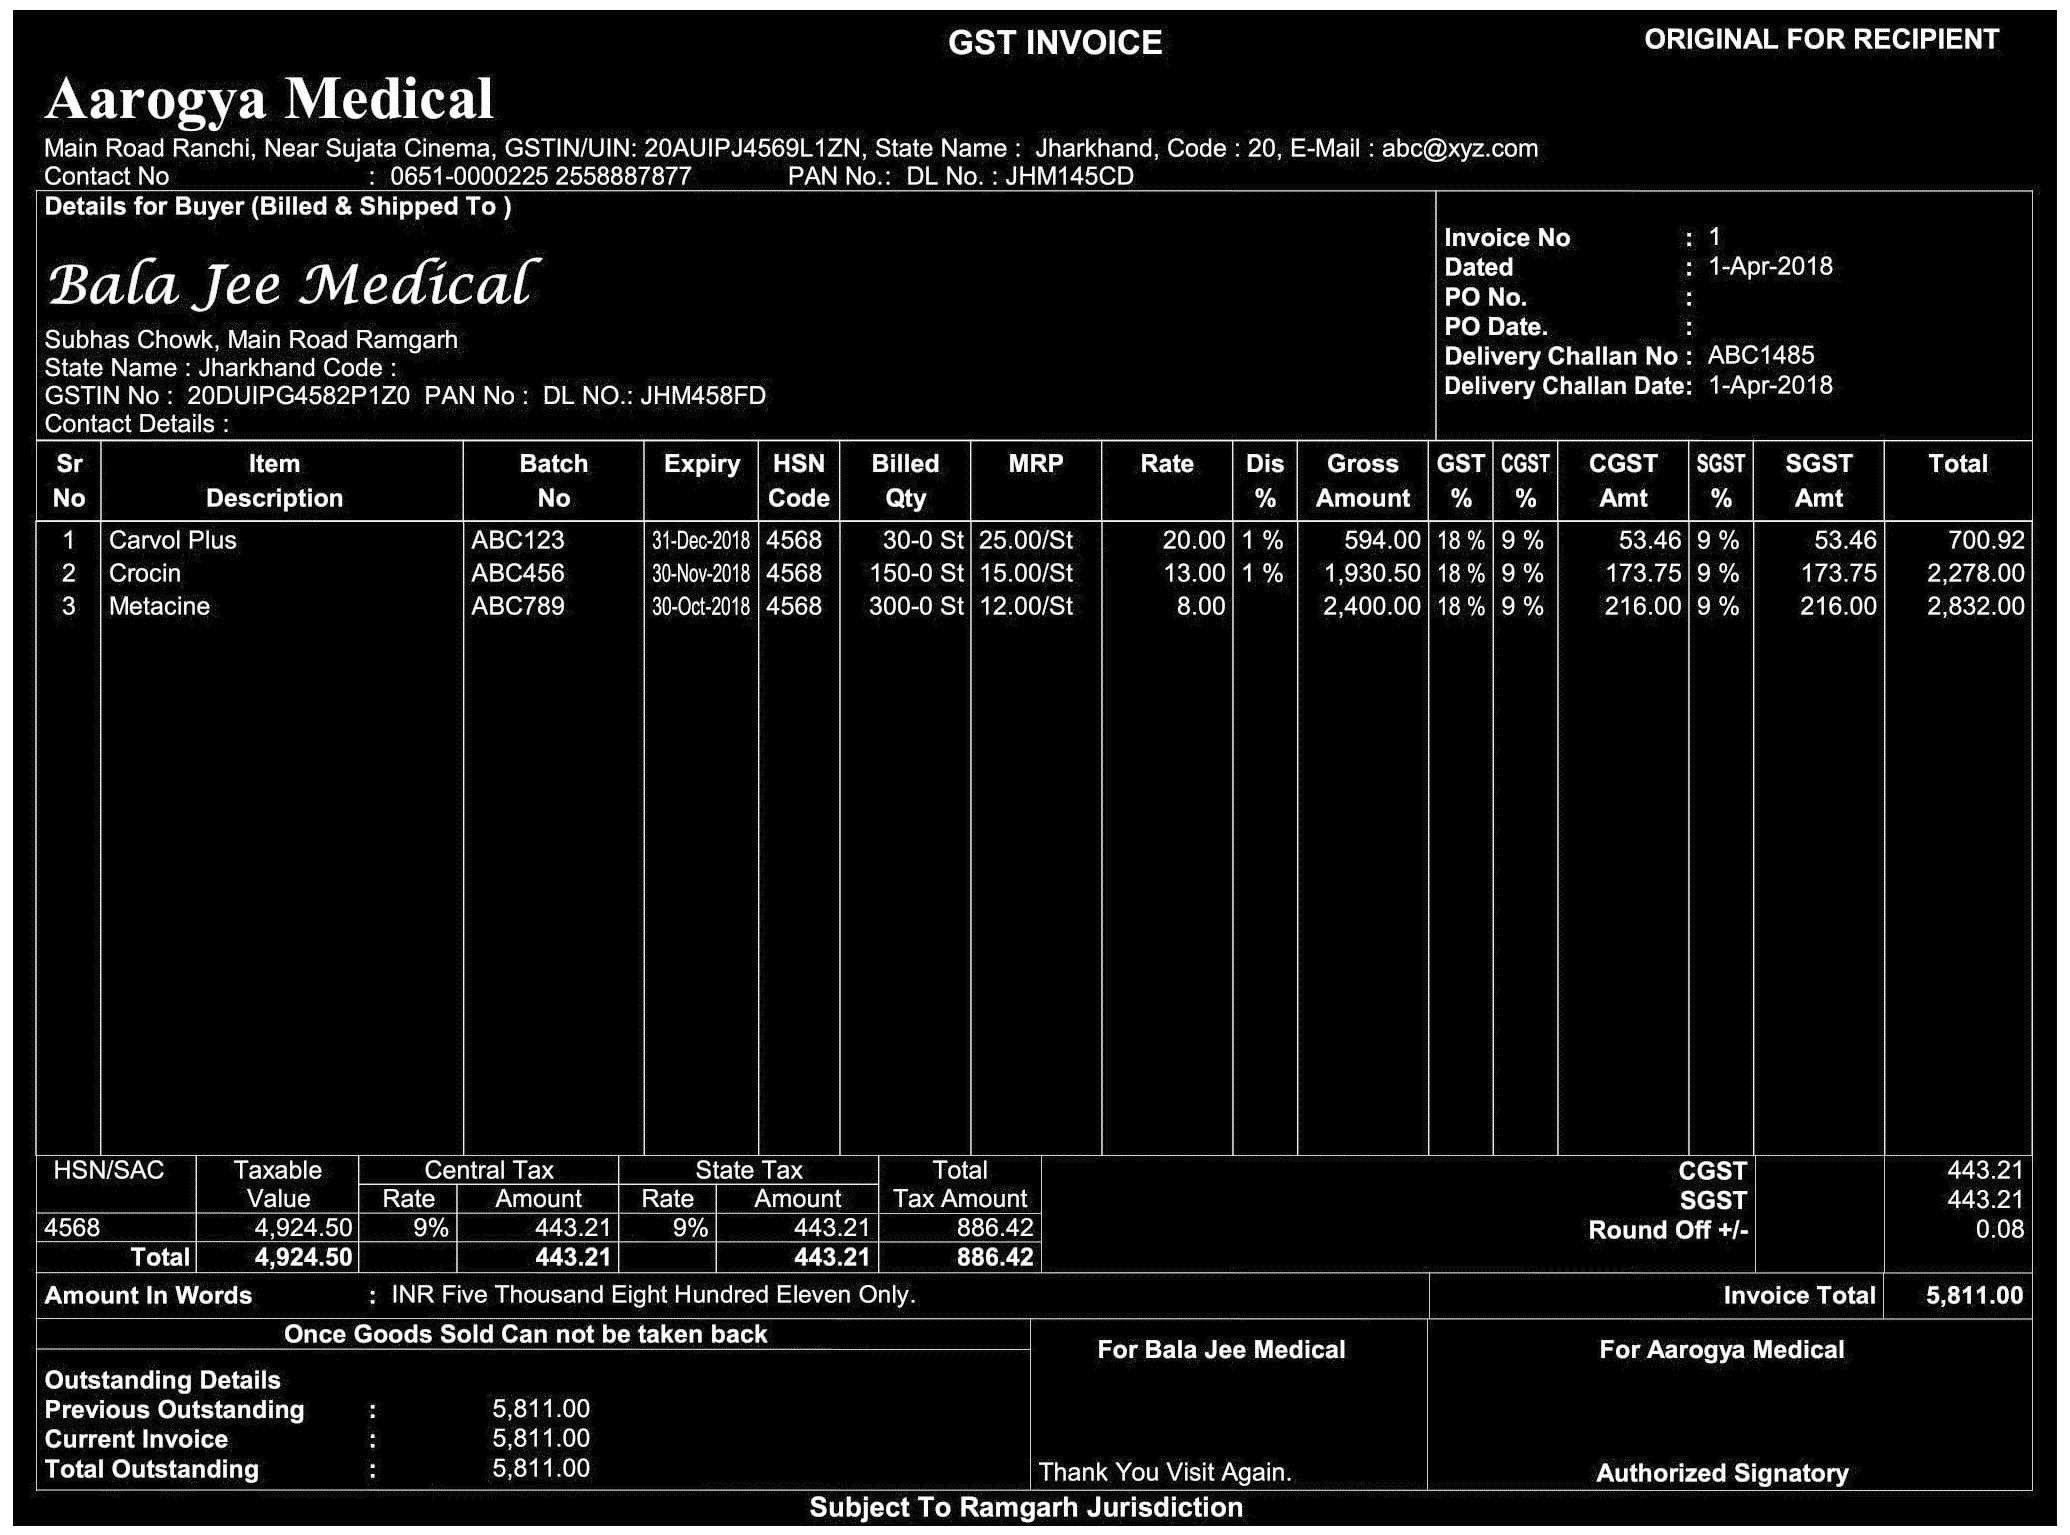 GST INVOICE
ORIGINAL FOR RECIPIENT
Aarogya Medical
Main Road Ranchi, Near Sujata Cinema, GSTIN/UIN: 20AUIPJ4569L1ZN, State Name : Jharkhand, Code : 20, E-Mail : abc@xyz.com
Contact No : 0651-0000225 2558887877 PAN No.: DL No. : JHM145CD
Details for Buyer (Billed & Shipped To )
Bala Jee Medical
Subhas Chowk, Main Road Ramgarh
State Name : Jharkhand Code :
GSTIN No : 20DUIPG4582P1Z0 PAN No : DL NO.: JHM458FD
Contact Details :
Invoice No : 1
Dated : 1-Apr-2018
PO No. :
PO Date. :
Delivery Challan No : ABC1485
Delivery Challan Date: 1-Apr-2018
Sr Item Batch Expiry HSN Billed MRP Rate Dis Gross GST CGST CGST SGST SGST Total
No Description No Code Qty % Amount % % Amt % Amt
1 Carvol Plus ABC123 31-Dec-2018 4568 30-0 St 25.00/St 20.00 1 % 594.00 18 % 9 % 53.46 9 % 53.46 700.92
2 Crocin ABC456 30-Nov-2018 4568 150-0 St 15.00/St 13.00 1 % 1,930.50 18 % 9 % 173.75 9 % 173.75 2,278.00
3 Metacine ABC789 30-Oct-2018 4568 300-0 St 12.00/St 8.00 2,400.00 18 % 9 % 216.00 9 % 216.00 2,832.00
HSN/SAC Taxable Central Tax State Tax Total
Value Rate Amount Rate Amount Tax Amount
4568 4,924.50 9% 443.21 9% 443.21 886.42
Total 4,924.50 443.21 443.21 886.42
CGST 443.21
SGST 443.21
Round Off +/- 0.08
Amount In Words : INR Five Thousand Eight Hundred Eleven Only.
Invoice Total 5,811.00
Once Goods Sold Can not be taken back
Outstanding Details
Previous Outstanding : 5,811.00
Current Invoice : 5,811.00
Total Outstanding : 5,811.00
For Bala Jee Medical
Thank You Visit Again.
For Aarogya Medical
Authorized Signatory
Subject To Ramgarh Jurisdiction